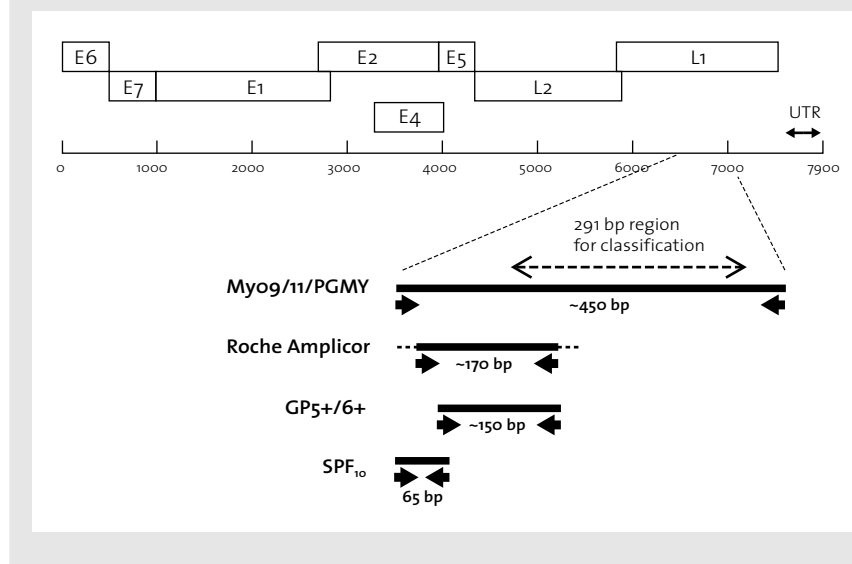 E6 E2 E5 L1
E7 E1 L2
E4
UTR
0 1000 2000 3000 4000 5000 6000 7000 7900
291 bp region
for classification
My09/11/PGMY
~450 bp
Roche Amplicor
~170 bp
GP5+/6+
~150 bp
SPF₁₀
65 bp